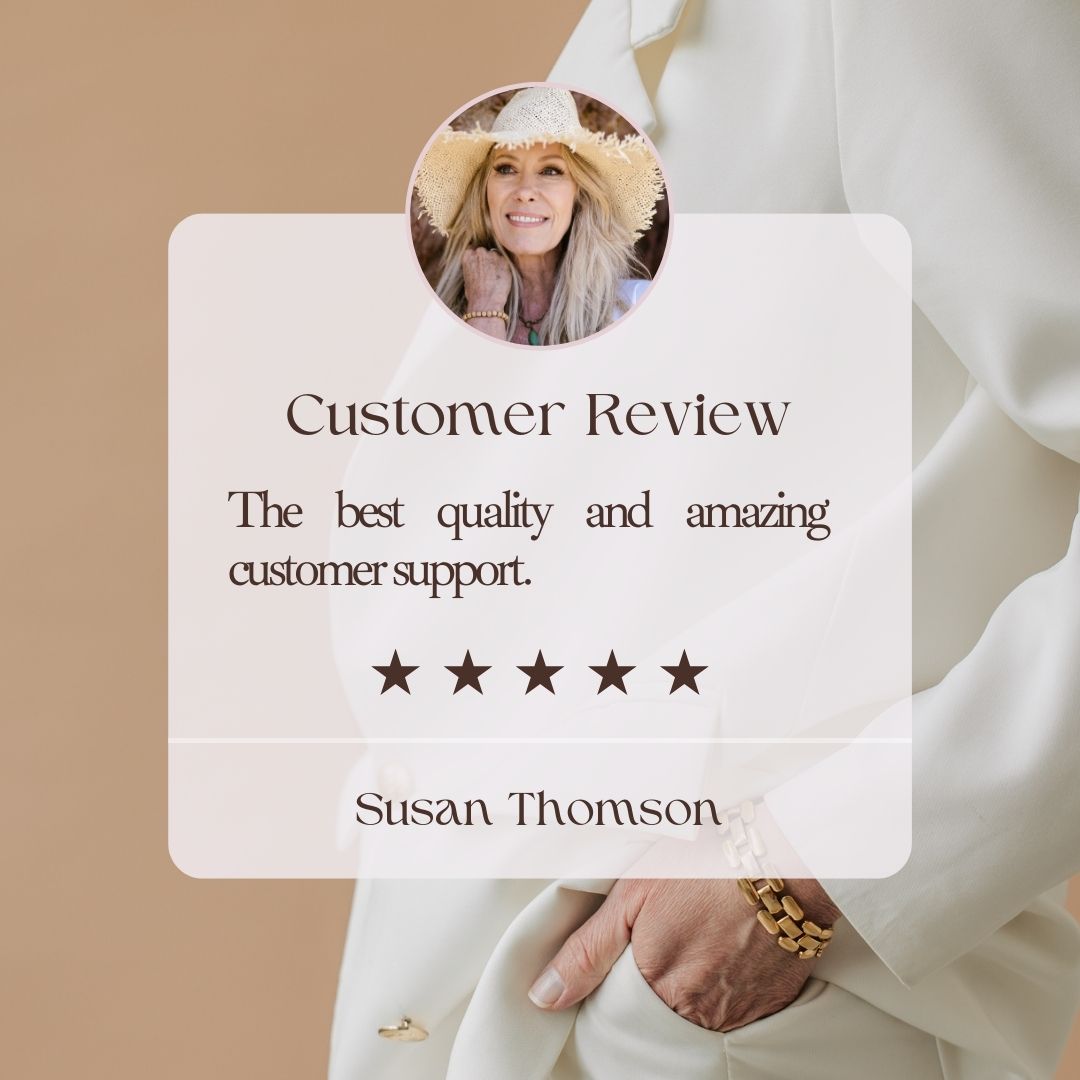 Customer Review
The best quality and amazing
customer support.
★ ★ ★ ★ ★
Susan Thomson